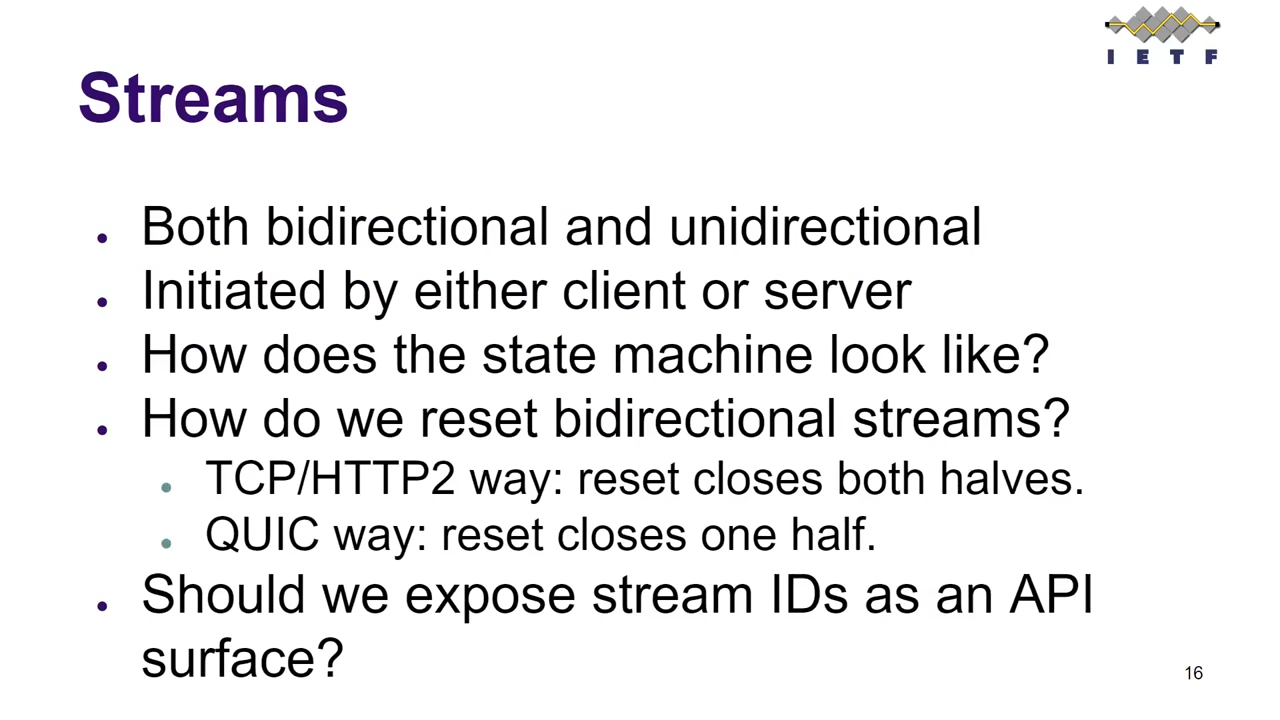 I E T F
Streams
Both bidirectional and unidirectional
Initiated by either client or server
How does the state machine look like?
How do we reset bidirectional streams?
TCP/HTTP2 way: reset closes both halves.
QUIC way: reset closes one half.
Should we expose stream IDs as an API
surface?
16